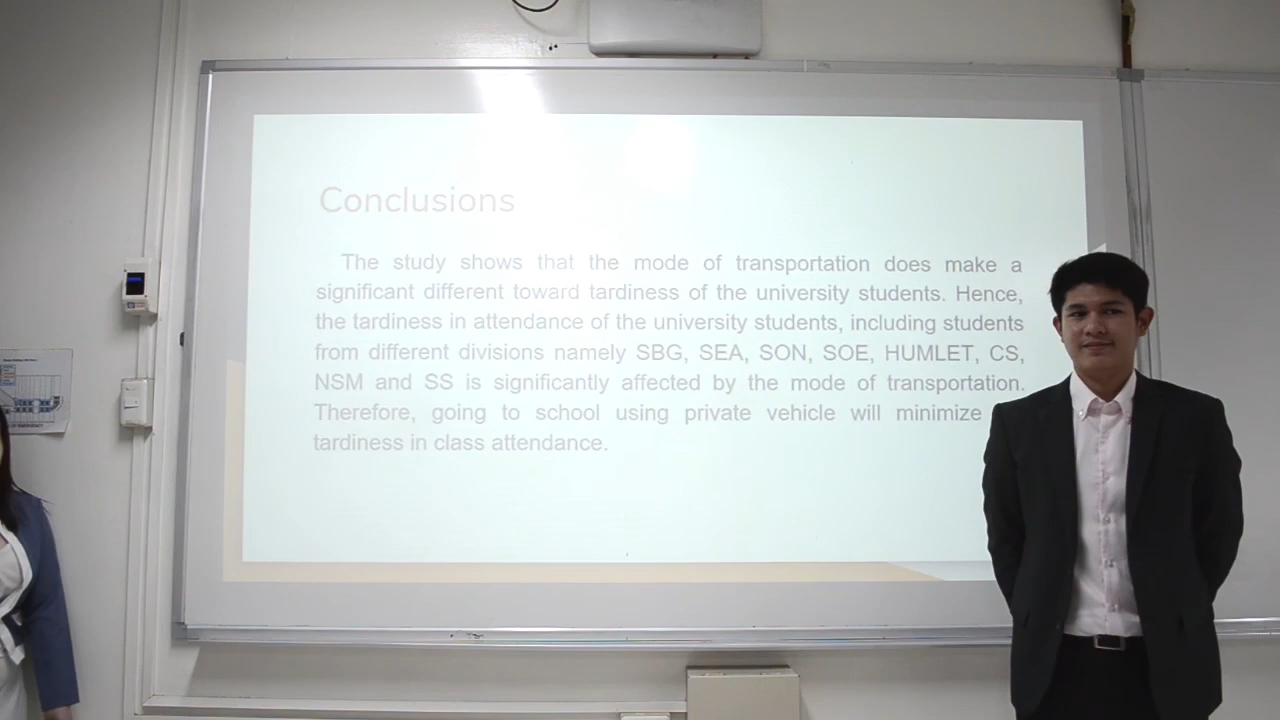 Conclusions
The study shows that the mode of transportation does make a
significant different toward tardiness of the university students. Hence,
the tardiness in attendance of the university students, including students
from different divisions namely SBG, SEA, SON, SOE, HUMLET, CS,
NSM and SS is significantly affected by the mode of transportation.
Therefore, going to school using private vehicle will minimize
tardiness in class attendance.